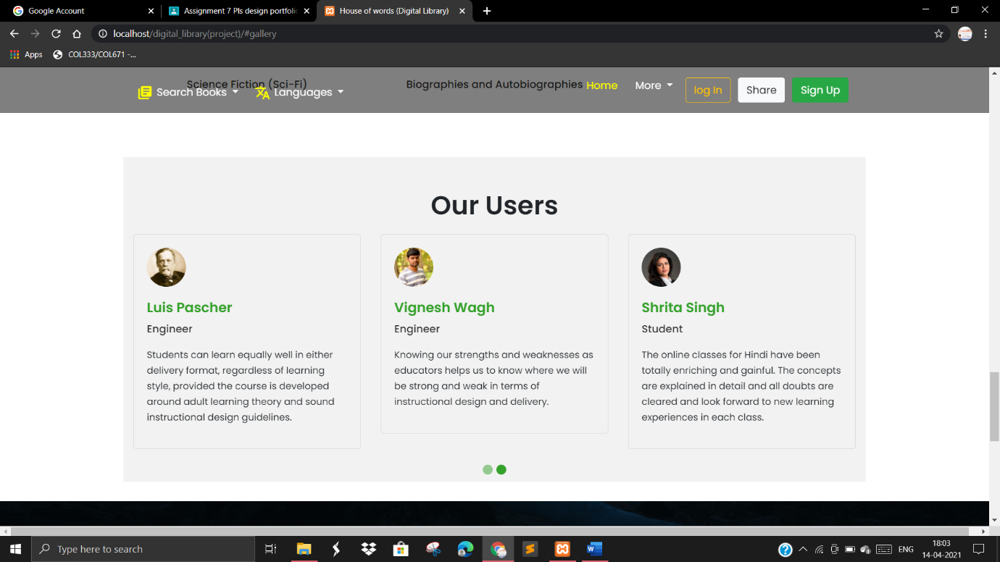 Google Account
Assignment 7 Pls design portfolio
House of words (Digital Library)
localhost/digital_library(project)/#gallery
Apps
COL333/COL671 -...
Science Fiction (Sci-Fi)
Biographies and Autobiographies
Search Books
Languages
Home
More
log In
Share
Sign Up
Our Users
Luis Pascher
Engineer
Students can learn equally well in either
delivery format, regardless of learning
style, provided the course is developed
around adult learning theory and sound
instructional design guidelines.
Vignesh Wagh
Engineer
Knowing our strengths and weaknesses as
educators helps us to know where we will
be strong and weak in terms of
instructional design and delivery.
Shrita Singh
Student
The online classes for Hindi have been
totally enriching and gainful. The concepts
are explained in detail and all doubts are
cleared and look forward to new learning
experiences in each class.
Type here to search
ENG
18:03
14-04-2021